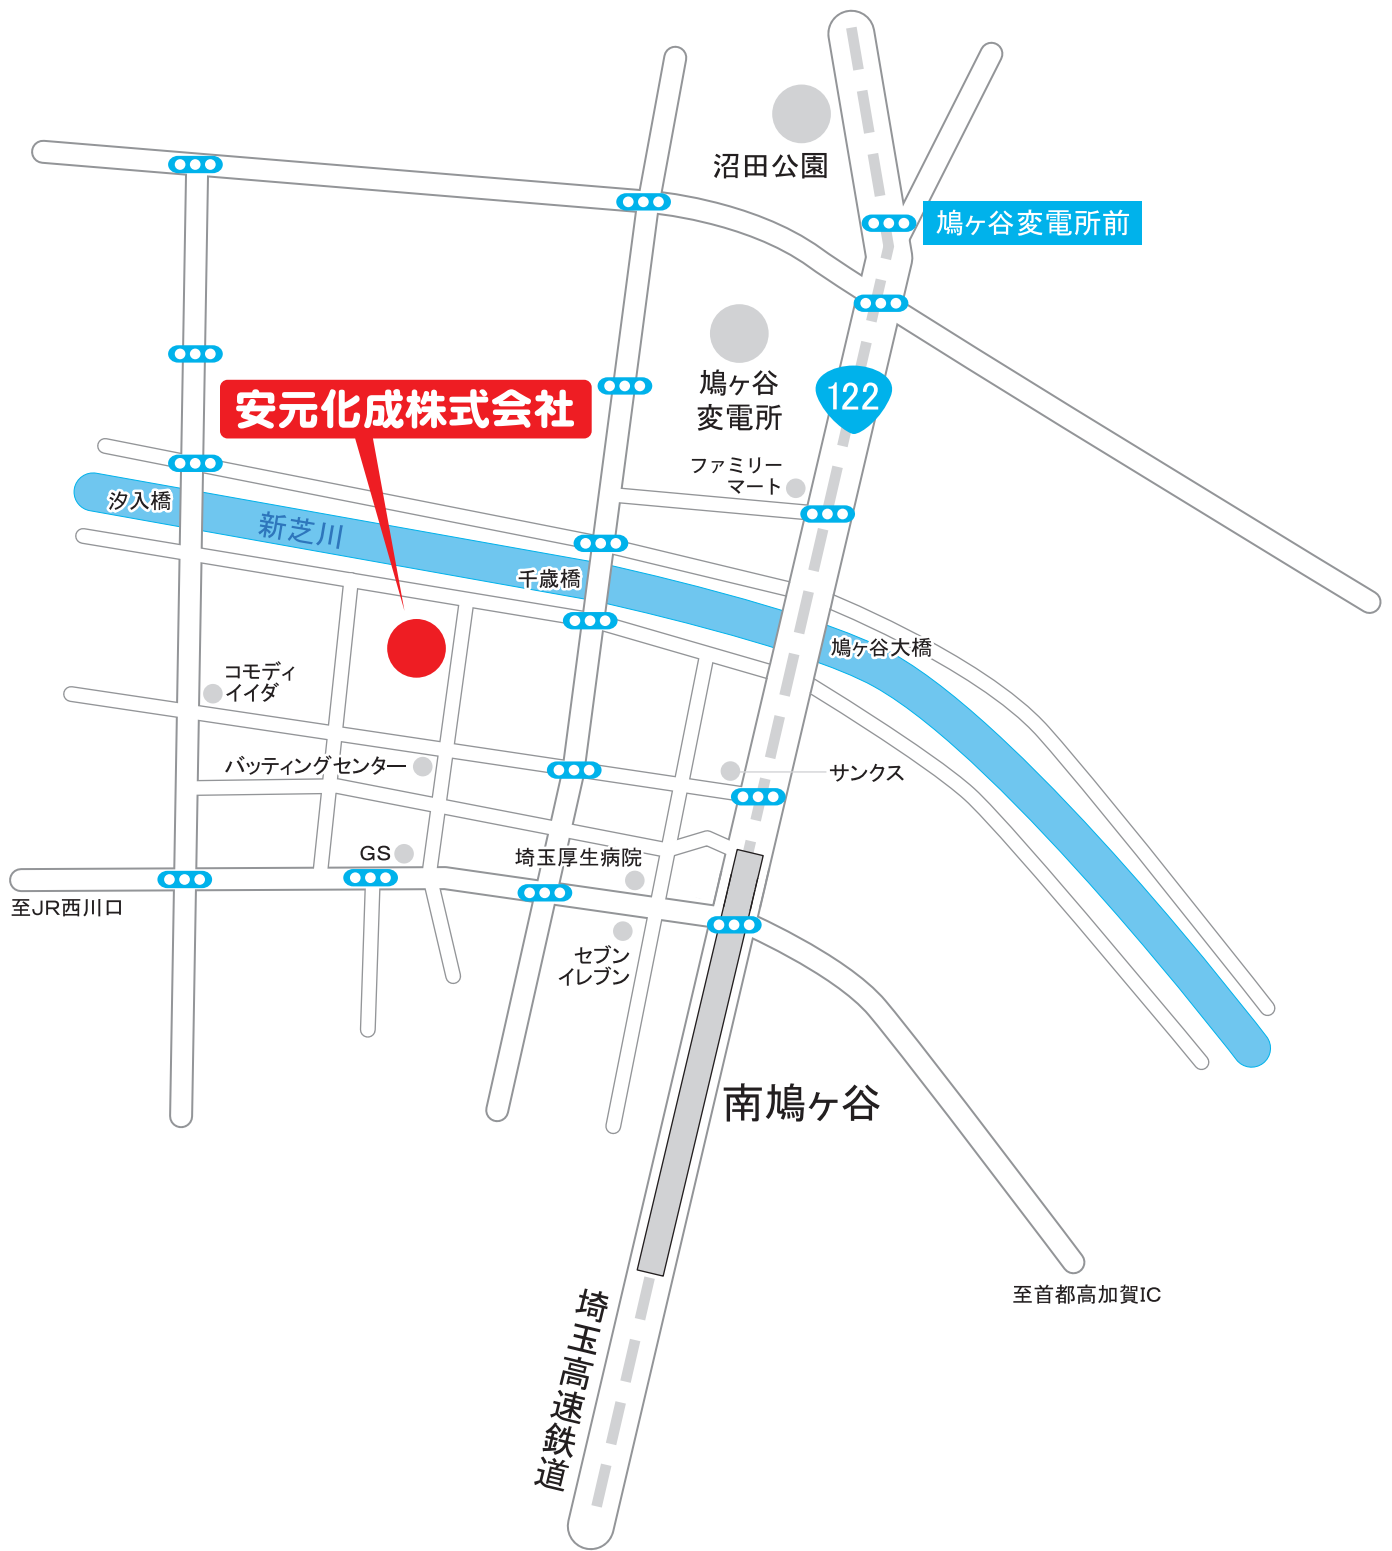 沼田公園
鳩ヶ谷変電所前
鳩ヶ谷
変電所
122
安元化成株式会社
ファミリー
マート
汐入橋
新芝川
千歳橋
鳩ヶ谷大橋
コモディ
イイダ
バッティングセンター
サンクス
GS
埼玉厚生病院
至JR西川口
セブン
イレブン
南鳩ヶ谷
至首都高加賀IC
埼玉高速鉄道